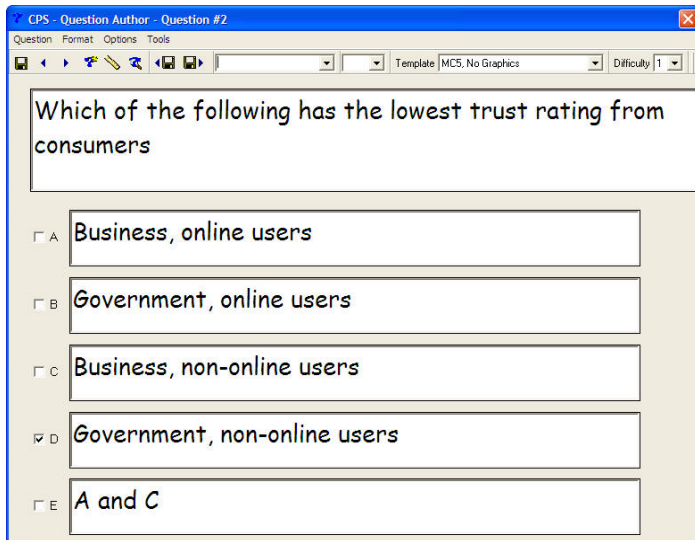 CPS - Question Author - Question #2
Question Format Options Tools
Template MC5, No Graphics Difficulty 1
Which of the following has the lowest trust rating from
consumers
A Business, online users
B Government, online users
C Business, non-online users
D Government, non-online users
E A and C